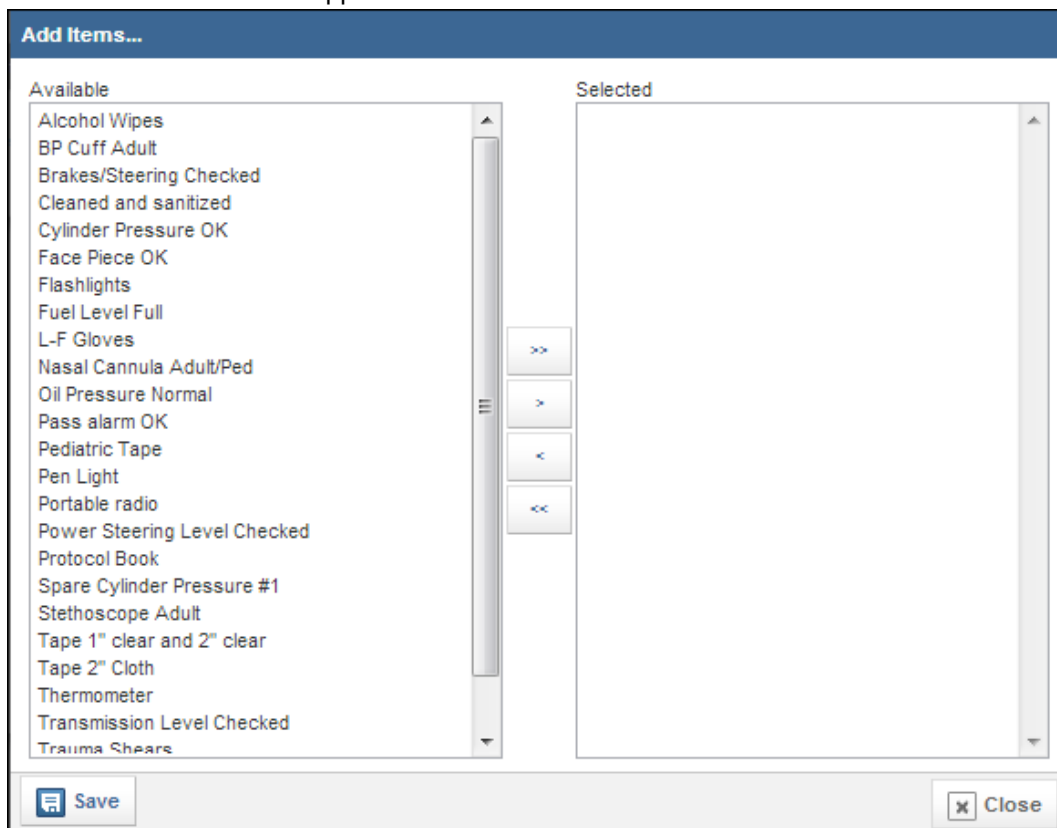 Add Items...
Available
Selected
Alcohol Wipes
BP Cuff Adult
Brakes/Steering Checked
Cleaned and sanitized
Cylinder Pressure OK
Face Piece OK
Flashlights
Fuel Level Full
L-F Gloves
Nasal Cannula Adult/Ped
Oil Pressure Normal
Pass alarm OK
Pediatric Tape
Pen Light
Portable radio
Power Steering Level Checked
Protocol Book
Spare Cylinder Pressure #1
Stethoscope Adult
Tape 1" clear and 2" clear
Tape 2" Cloth
Thermometer
Transmission Level Checked
Trauma Shears
>>
>
<
<<
Save
Close